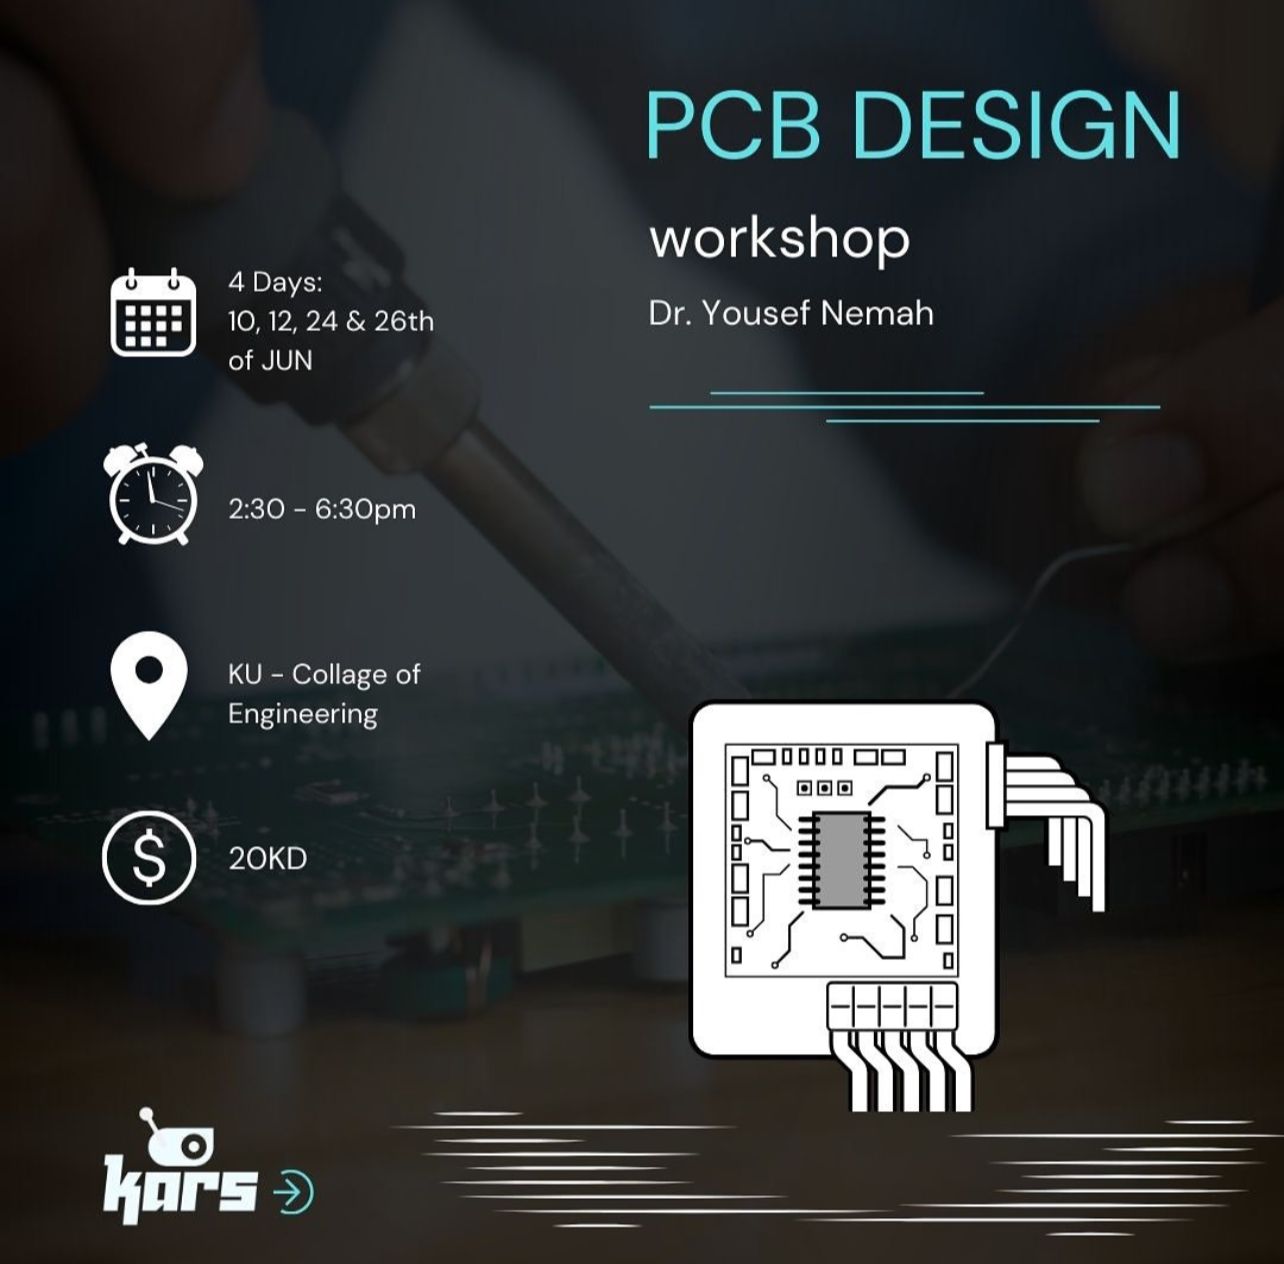 PCB DESIGN
workshop
Dr. Yousef Nemah
4 Days:
10, 12, 24 & 26th
of JUN
2:30 - 6:30pm
KU - Collage of
Engineering
$
20KD
kars